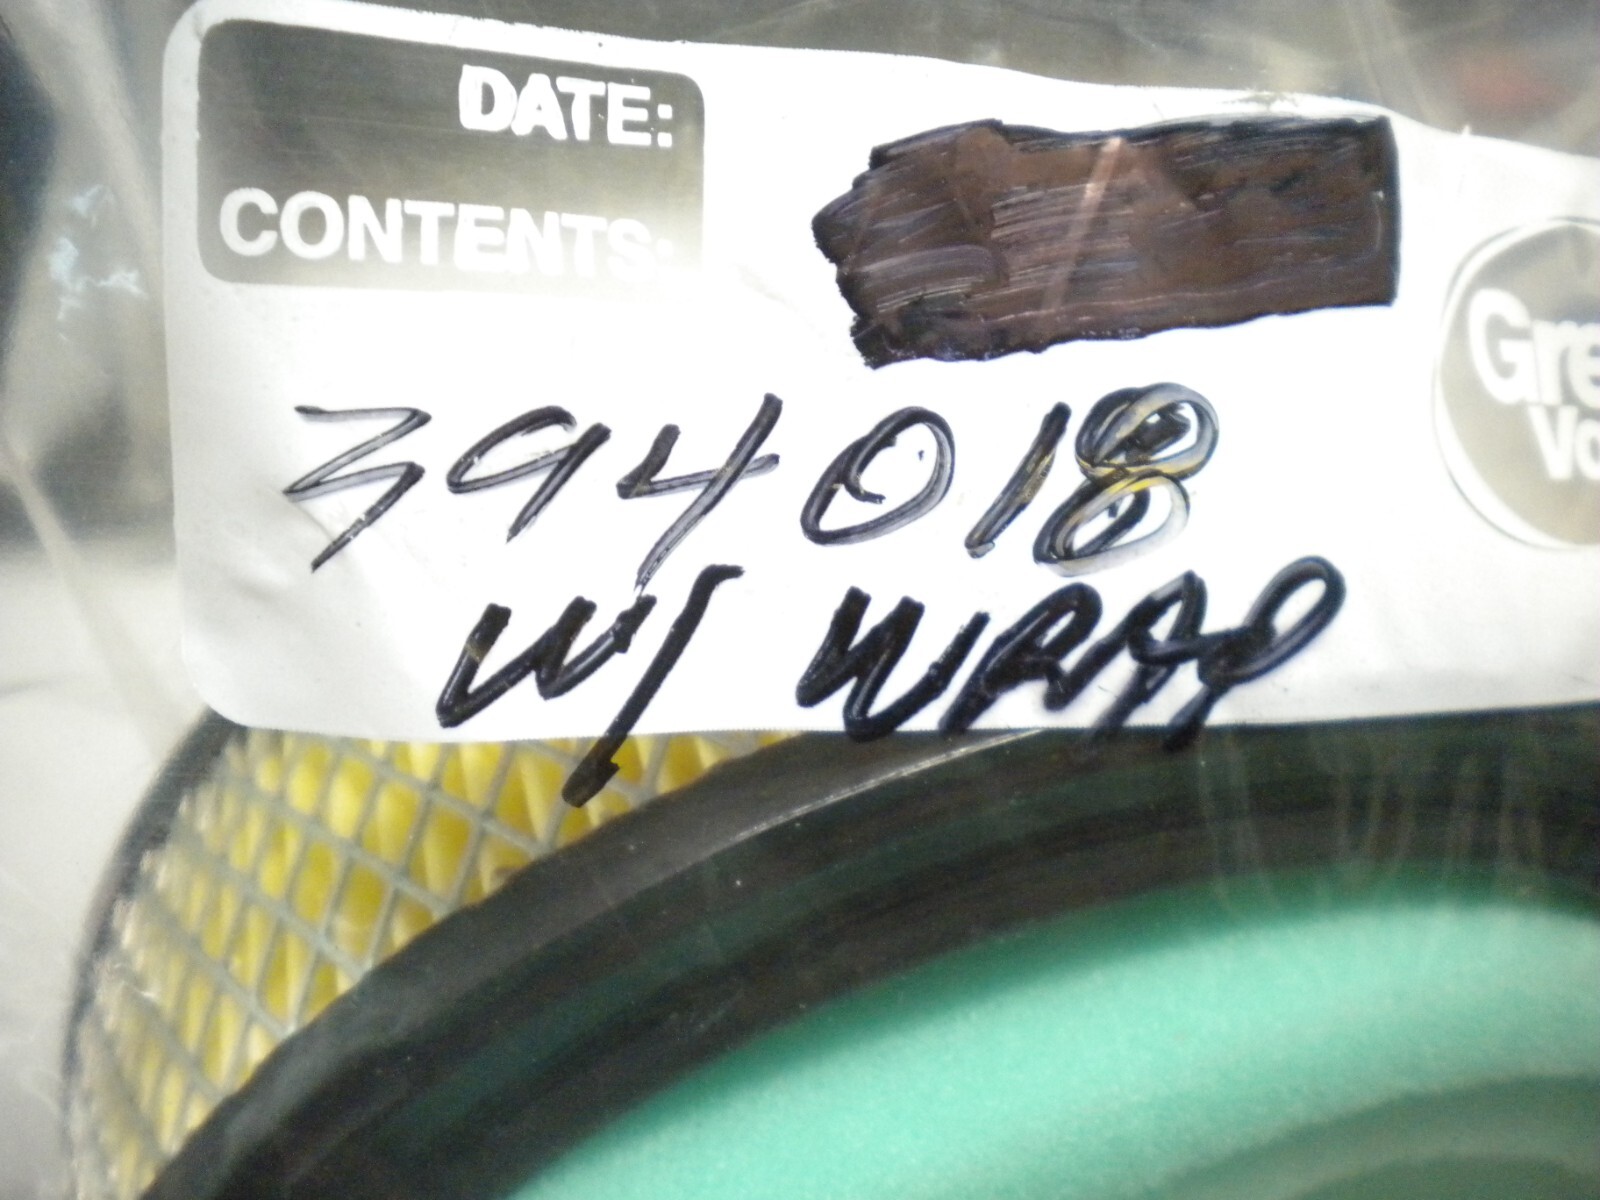 DATE:
CONTENTS:
394018
W/ WRAP